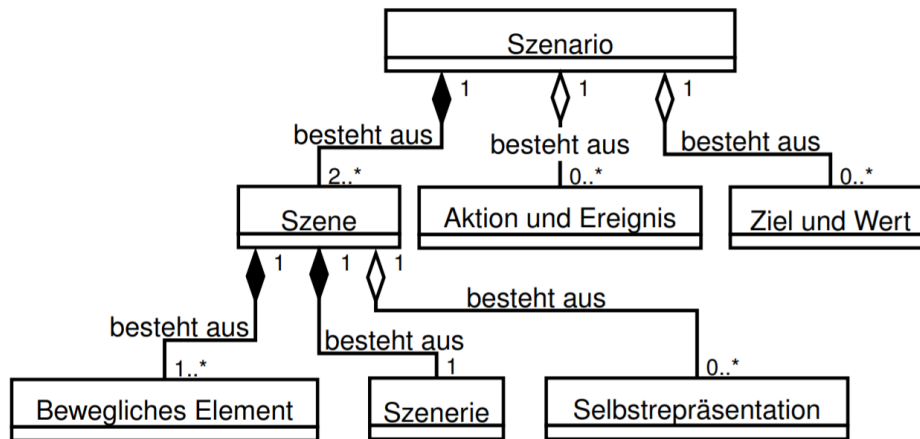 Szenario
1 1 1
besteht aus besteht aus besteht aus
2..* 0..* 0..*
Szene Aktion und Ereignis Ziel und Wert
1 1 1
besteht aus besteht aus besteht aus
1..* 1 0..*
Bewegliches Element Szenerie Selbstrepräsentation